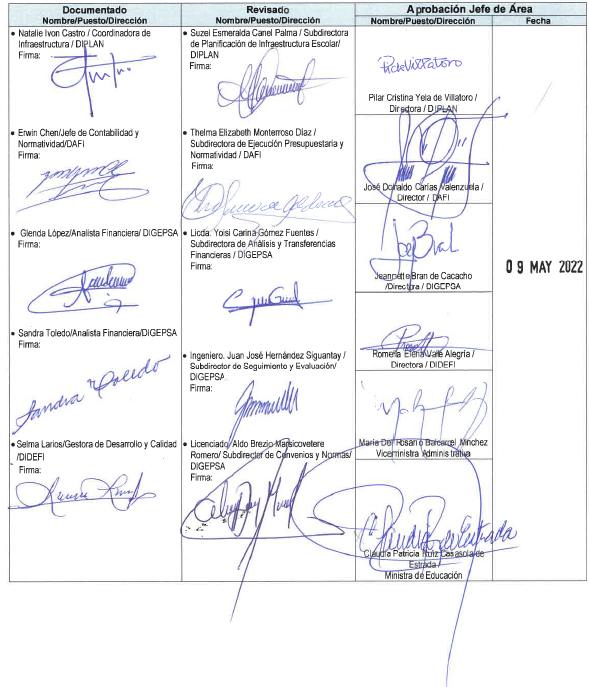 Documentado
Nombre/Puesto/Dirección
Revisado
Nombre/Puesto/Dirección
Aprobación Jefe de Área
Nombre/Puesto/Dirección
Fecha
• Natalie Ivon Castro / Coordinadora de
Infraestructura / DIPLAN
Firma:
• Erwin Chen/Jefe de Contabilidad y
Normatividad/DAFI
Firma:
• Glenda López/Analista Financiera/ DIGEPSA
Firma:
• Sandra Toledo/Analista Financiera/DIGEPSA
Firma:
Sandra Toledo
• Selma Larios/Gestora de Desarrollo y Calidad
/DIDEFI
Firma:
• Suzel Esmeralda Canel Palma / Subdirectora
de Planificación de Infraestructura Escolar/
DIPLAN
Firma:
• Thelma Elizabeth Monterroso Díaz /
Subdirectora de Ejecución Presupuestaria y
Normatividad / DAFI
Firma:
• Licda. Yoisi Carina Gómez Fuentes /
Subdirectora de Análisis y Transferencias
Financieras / DIGEPSA
Firma:
• Ingeniero. Juan José Hernández Siguantay /
Subdirector de Seguimiento y Evaluación/
DIGEPSA.
Firma:
• Licenciado/ Aldo Brezio Marsicovetere
Romero/ Subdirector de Convenios y Normas/
DIGEPSA
Firma:
Pilar Cristina Yela de Villatoro /
Directora / DIPLAN
José Donaldo Carías Valenzuela /
Director / DAFI
Jeannette Bran de Cacacho
/Directora / DIGEPSA
Romelia Elena Valle Alegría /
Directora / DIDEFI
María Del Rosario Balcarcel Minchez
Viceministra Administrativa
Claudia Patricia Ruíz Casasola de
Estrada /
Ministra de Educación
09 MAY 2022